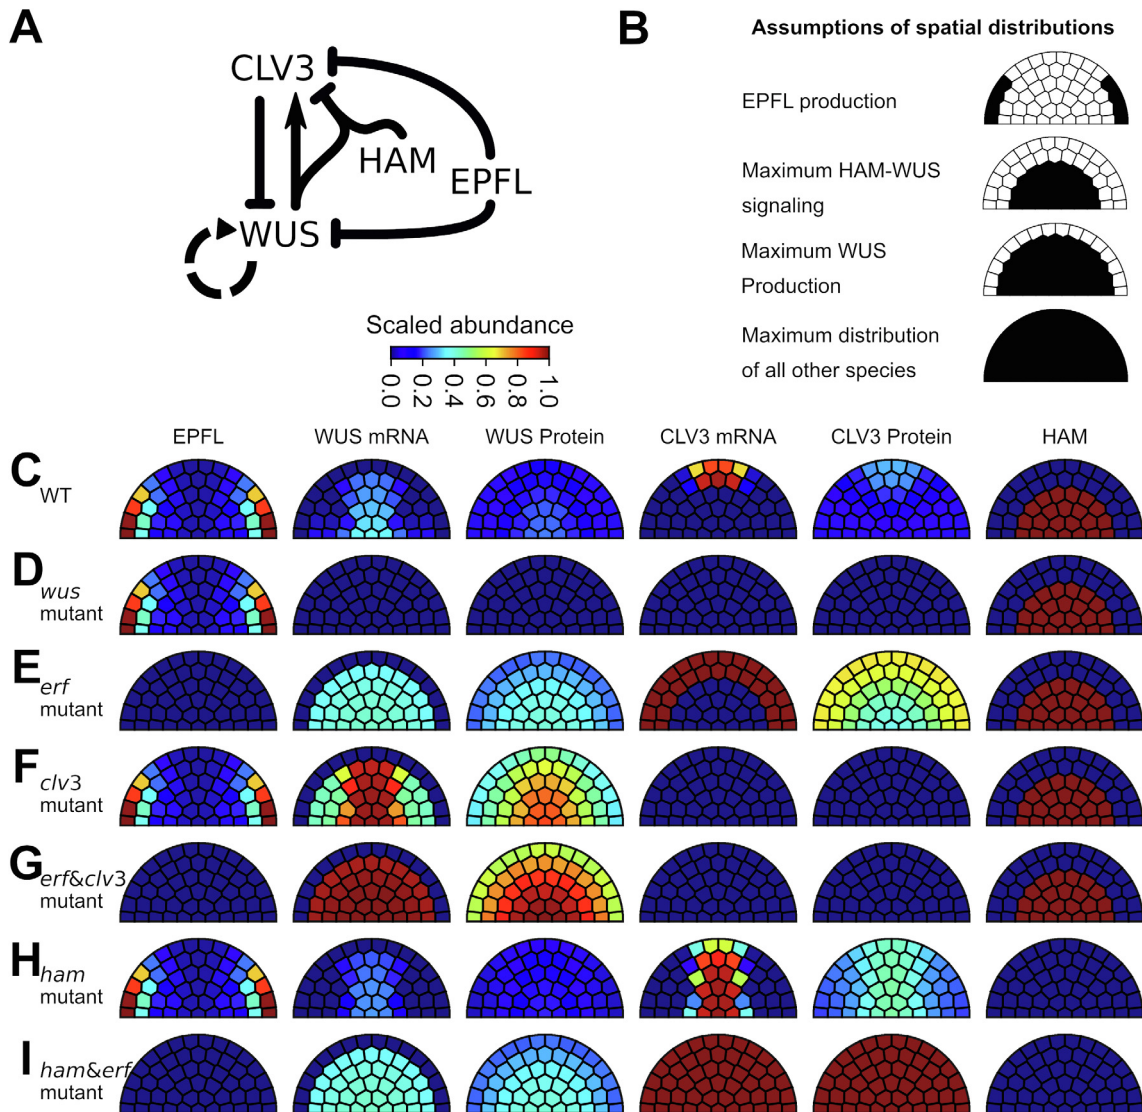 A
CLV3
HAM
EPFL
WUS
B
Assumptions of spatial distributions
EPFL production
Maximum HAM-WUS
signaling
Maximum WUS
Production
Maximum distribution
of all other species
Scaled abundance
0.0
0.2
0.4
0.6
0.8
1.0
EPFL
WUS mRNA
WUS Protein
CLV3 mRNA
CLV3 Protein
HAM
C
WT
D
wus
mutant
E
erf
mutant
F
clv3
mutant
G
erf&clv3
mutant
H
ham
mutant
I
ham&erf
mutant